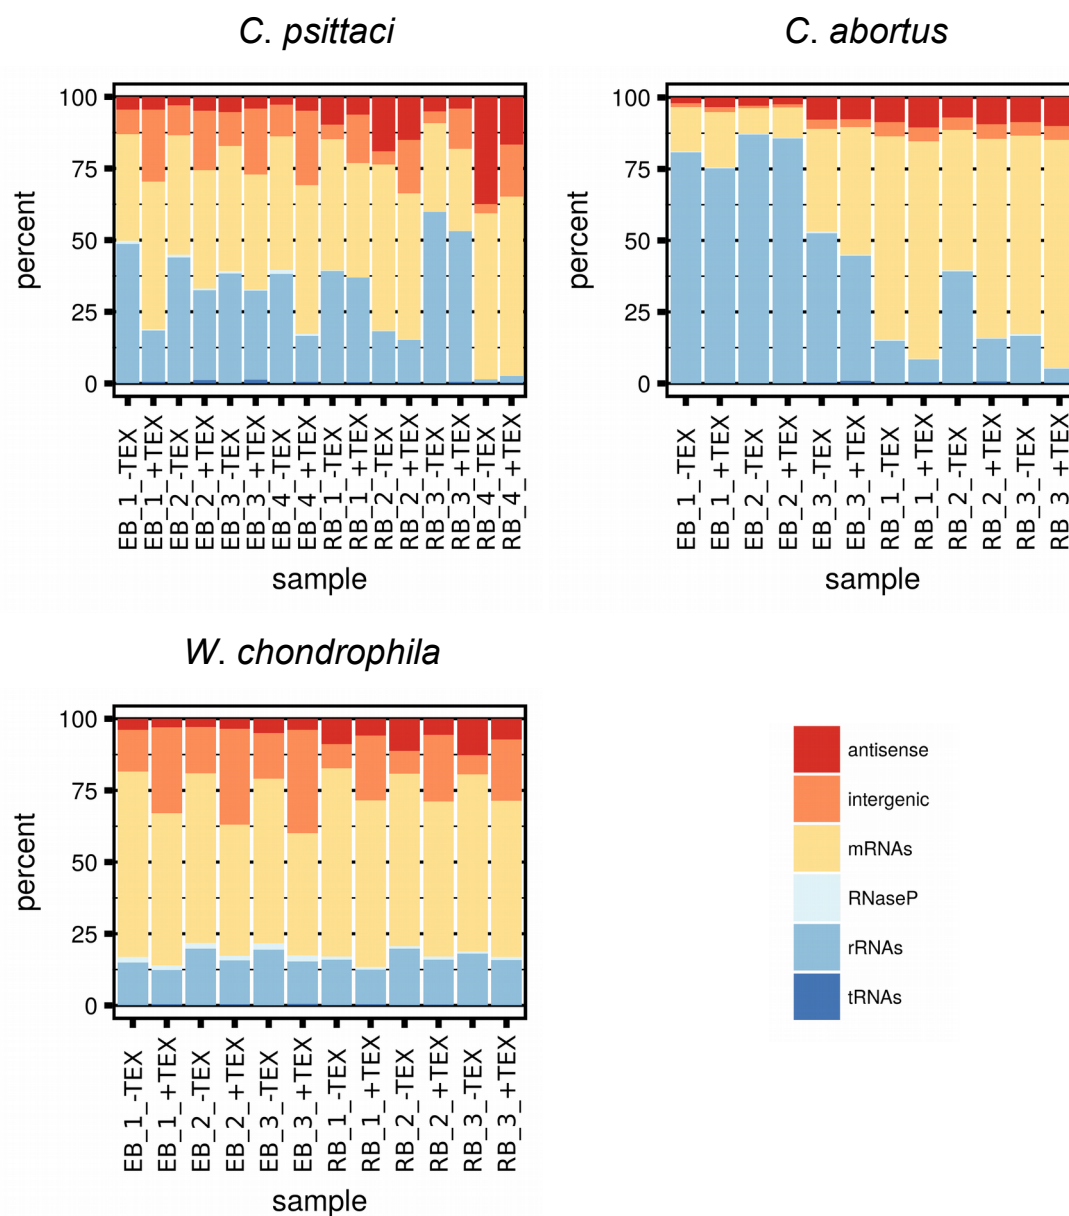 C. psittaci
percent
100
75
50
25
0
EB_1_-TEX
EB_1_+TEX
EB_2_-TEX
EB_2_+TEX
EB_3_-TEX
EB_3_+TEX
EB_4_-TEX
EB_4_+TEX
RB_1_-TEX
RB_1_+TEX
RB_2_-TEX
RB_2_+TEX
RB_3_-TEX
RB_3_+TEX
RB_4_-TEX
RB_4_+TEX
sample
C. abortus
percent
100
75
50
25
0
EB_1_-TEX
EB_1_+TEX
EB_2_-TEX
EB_2_+TEX
EB_3_-TEX
EB_3_+TEX
RB_1_-TEX
RB_1_+TEX
RB_2_-TEX
RB_2_+TEX
RB_3_-TEX
RB_3_+TEX
sample
W. chondrophila
percent
100
75
50
25
0
EB_1_-TEX
EB_1_+TEX
EB_2_-TEX
EB_2_+TEX
EB_3_-TEX
EB_3_+TEX
RB_1_-TEX
RB_1_+TEX
RB_2_-TEX
RB_2_+TEX
RB_3_-TEX
RB_3_+TEX
sample
antisense
intergenic
mRNAs
RNaseP
rRNAs
tRNAs